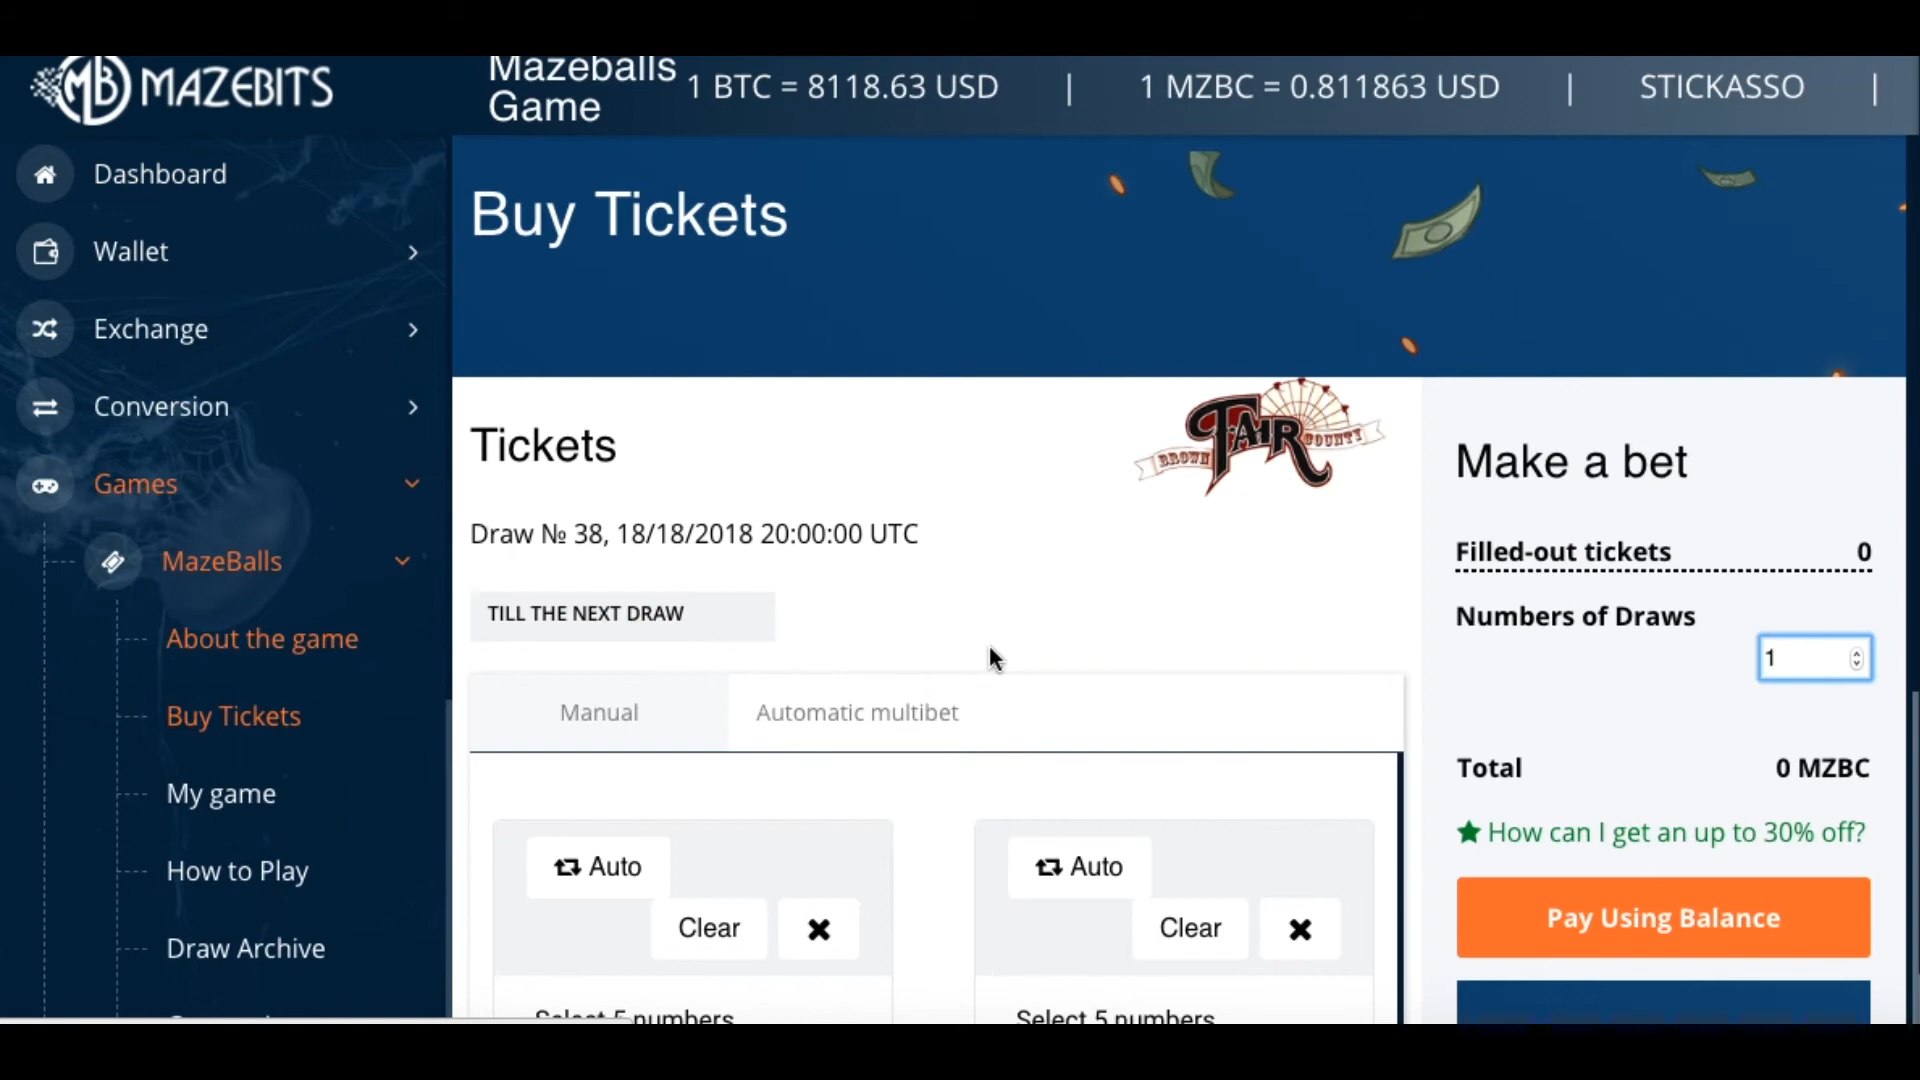 MB MAZEBITS
Mazeballs
Game
1 BTC = 8118.63 USD | 1 MZBC = 0.811863 USD | STICKASSO |
Dashboard
Wallet
Exchange
Conversion
Games
MazeBalls
About the game
Buy Tickets
My game
How to Play
Draw Archive
Buy Tickets
Tickets
BROWN FAIR COUNTY
Draw № 38, 18/18/2018 20:00:00 UTC
TILL THE NEXT DRAW
Manual Automatic multibet
Auto
Clear
Select 5 numbers
Auto
Clear
Select 5 numbers
Make a bet
Filled-out tickets 0
Numbers of Draws
1
Total 0 MZBC
How can I get an up to 30% off?
Pay Using Balance